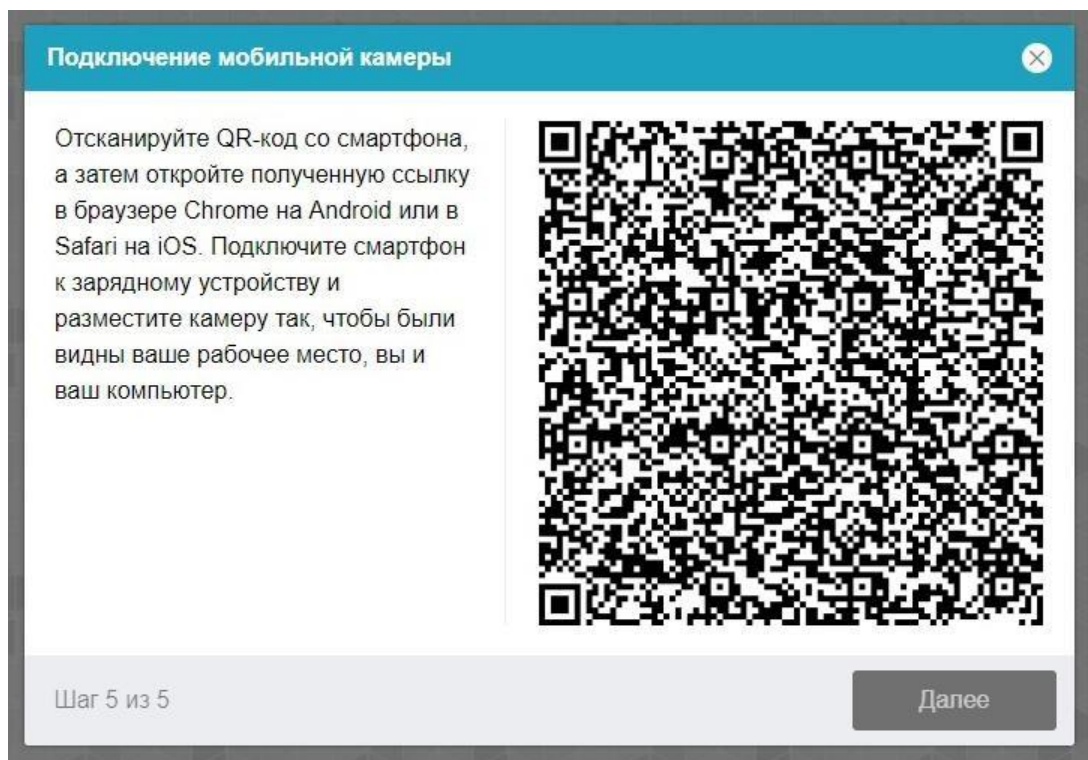 Подключение мобильной камеры
Отсканируйте QR-код со смартфона,
а затем откройте полученную ссылку
в браузере Chrome на Android или в
Safari на iOS. Подключите смартфон
к зарядному устройству и
разместите камеру так, чтобы были
видны ваше рабочее место, вы и
ваш компьютер.
Шаг 5 из 5
Далее